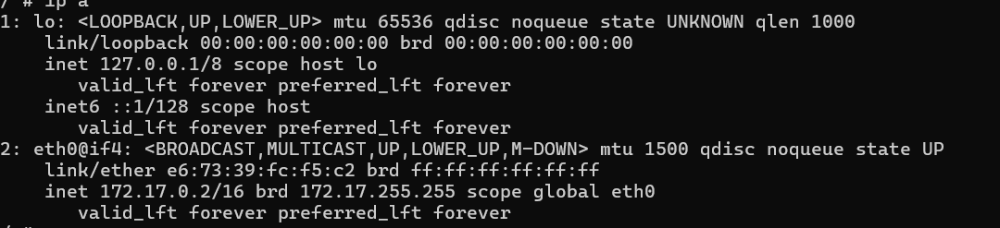 / # ip a
1: lo: <LOOPBACK,UP,LOWER_UP> mtu 65536 qdisc noqueue state UNKNOWN qlen 1000
    link/loopback 00:00:00:00:00:00 brd 00:00:00:00:00:00
    inet 127.0.0.1/8 scope host lo
       valid_lft forever preferred_lft forever
    inet6 ::1/128 scope host
       valid_lft forever preferred_lft forever
2: eth0@if4: <BROADCAST,MULTICAST,UP,LOWER_UP,M-DOWN> mtu 1500 qdisc noqueue state UP
    link/ether e6:73:39:fc:f5:c2 brd ff:ff:ff:ff:ff:ff
    inet 172.17.0.2/16 brd 172.17.255.255 scope global eth0
       valid_lft forever preferred_lft forever
/ #